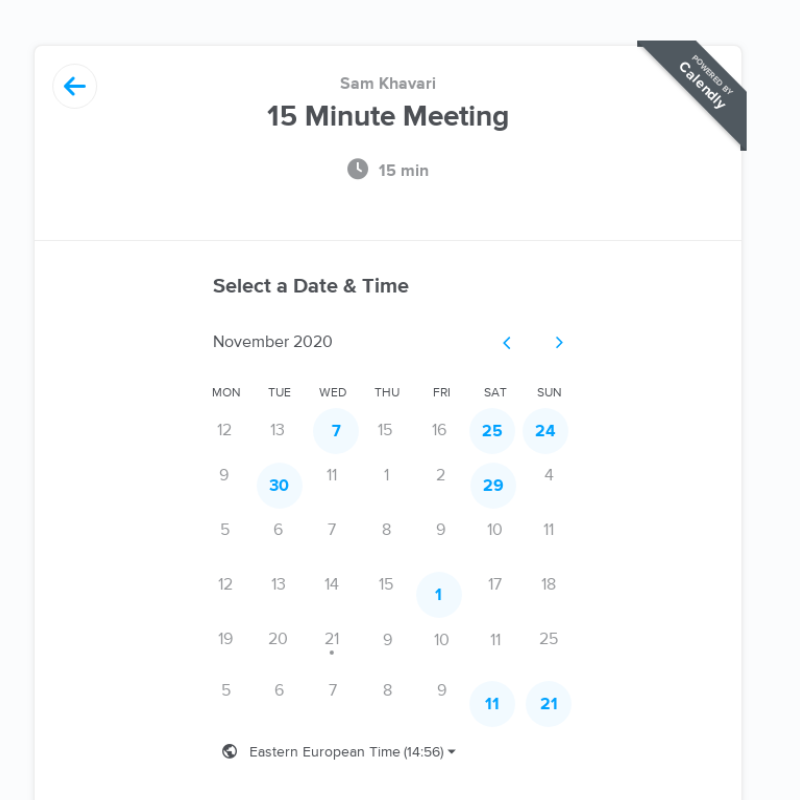 POWERED BY
Calendly
Sam Khavari
15 Minute Meeting
15 min
Select a Date & Time
November 2020
MON TUE WED THU FRI SAT SUN
12 13 7 15 16 25 24
9 30 11 1 2 29 4
5 6 7 8 9 10 11
12 13 14 15 1 17 18
19 20 21 9 10 11 25
5 6 7 8 9 11 21
Eastern European Time (14:56)